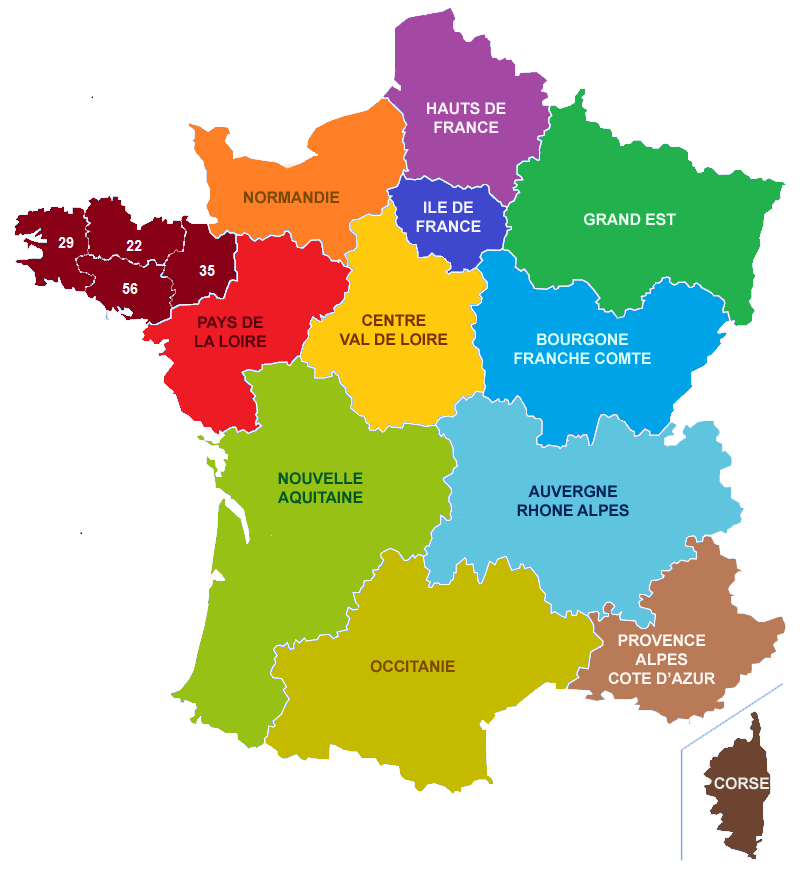 HAUTS DE
FRANCE
NORMANDIE
ILE DE
FRANCE
GRAND EST
29
22
35
56
PAYS DE
LA LOIRE
CENTRE
VAL DE LOIRE
BOURGONE
FRANCHE COMTE
NOUVELLE
AQUITAINE
AUVERGNE
RHONE ALPES
OCCITANIE
PROVENCE
ALPES
COTE D'AZUR
CORSE